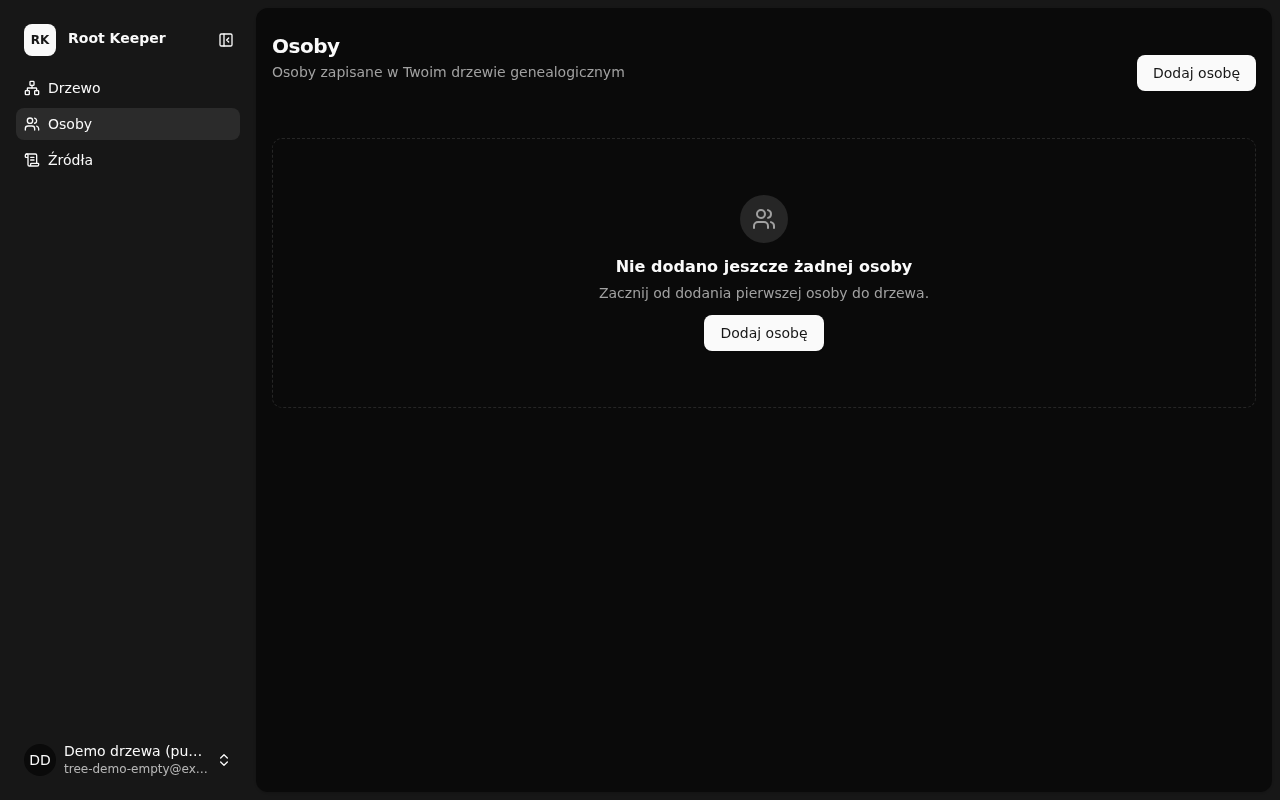 RK
Root Keeper
Drzewo
Osoby
Źródła
Osoby
Osoby zapisane w Twoim drzewie genealogicznym
Dodaj osobę
Nie dodano jeszcze żadnej osoby
Zacznij od dodania pierwszej osoby do drzewa.
Dodaj osobę
DD
Demo drzewa (pu...
tree-demo-empty@ex...